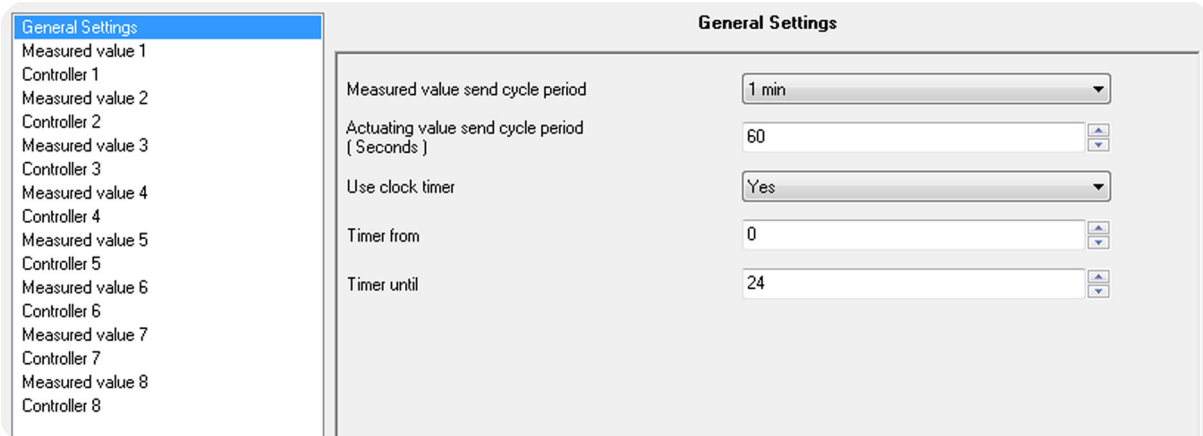 General Settings
Measured value 1
Controller 1
Measured value 2
Controller 2
Measured value 3
Controller 3
Measured value 4
Controller 4
Measured value 5
Controller 5
Measured value 6
Controller 6
Measured value 7
Controller 7
Measured value 8
Controller 8
General Settings
Measured value send cycle period
1 min
Actuating value send cycle period
( Seconds )
60
Use clock timer
Yes
Timer from
0
Timer until
24